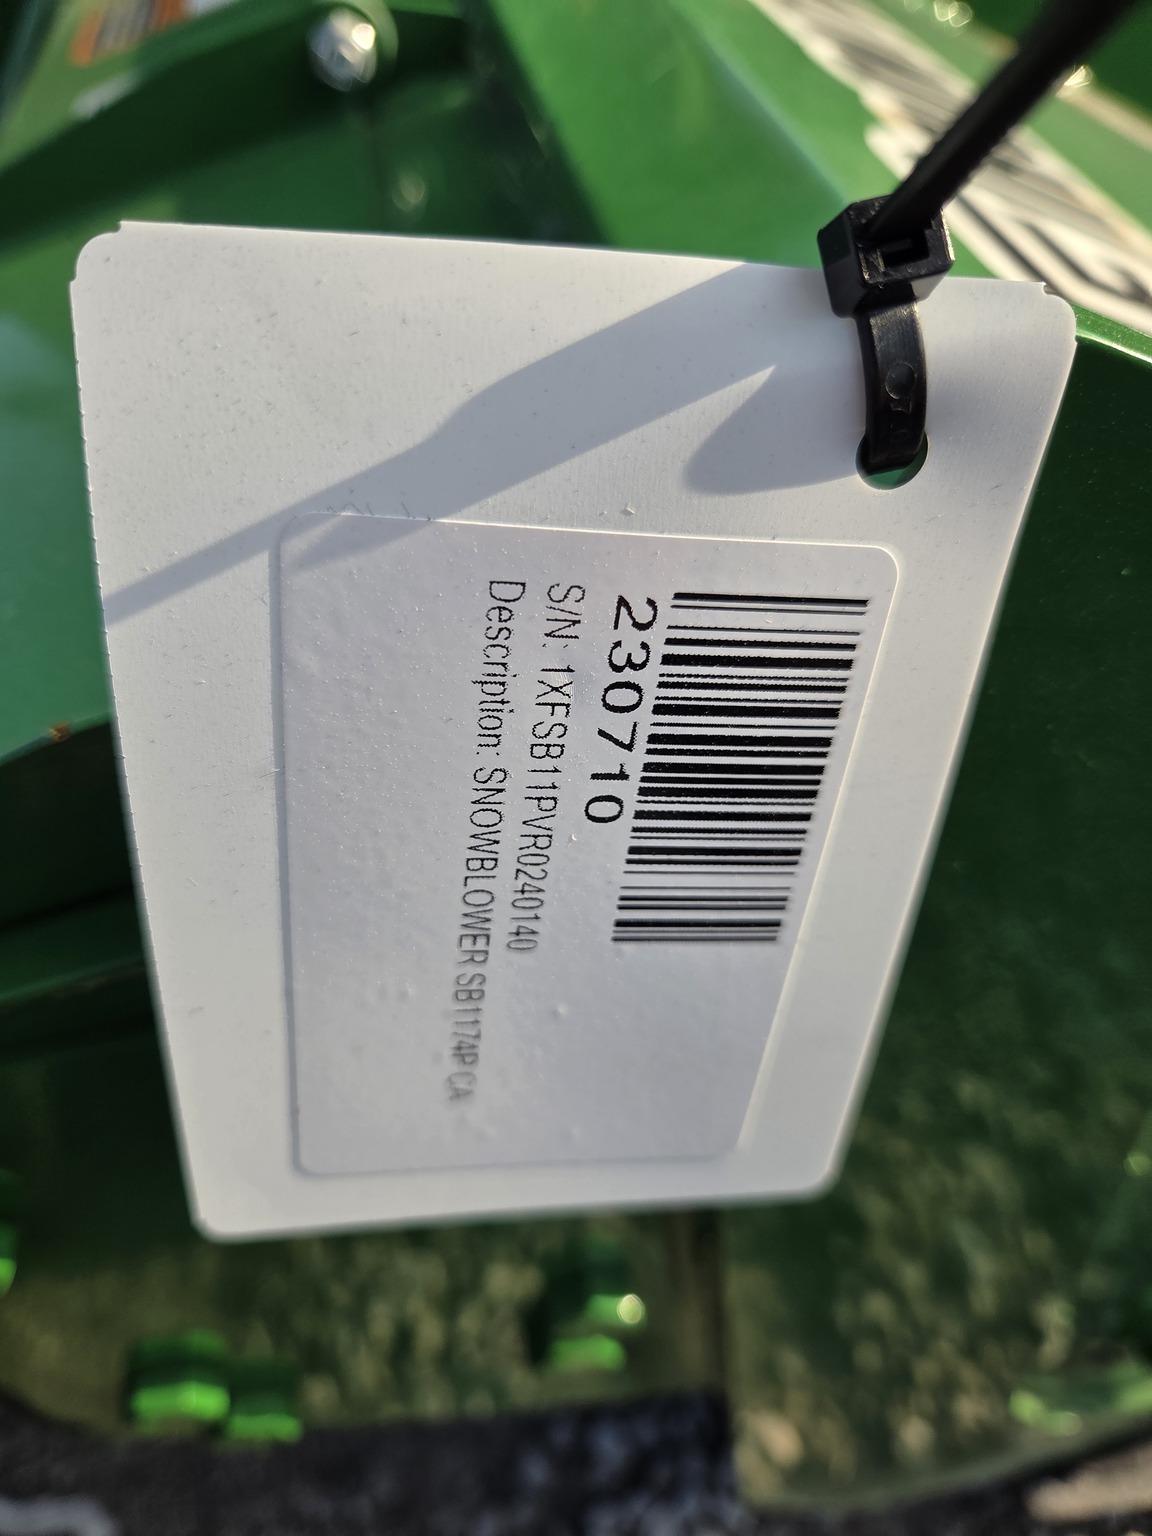 230710
S/N: 1XFSB11PVR0240140
Description: SNOWBLOWER SB1174P CA